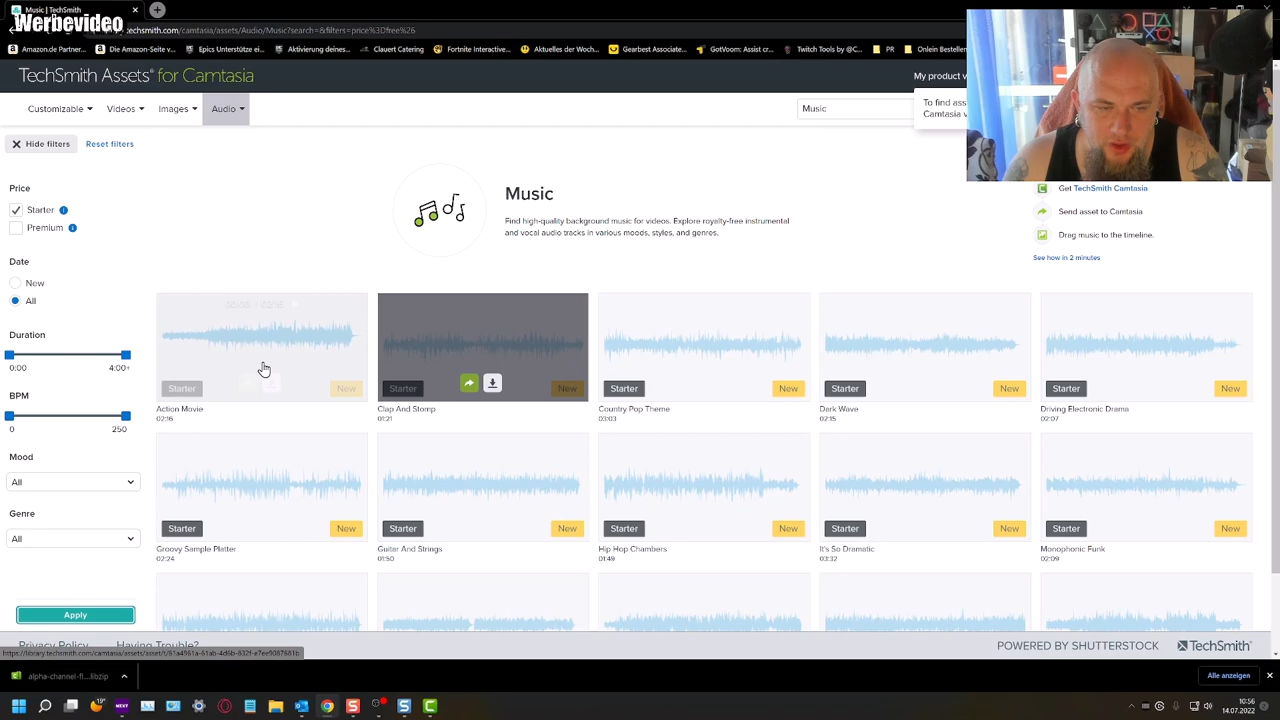 Music | TechSmith
Werbevideo
techsmith.com/camtasia/assets/Audio/Music?search=&filters=price%3Dfree%26
Amazon.de Partner... Die Amazon-Seite v... Epics Unterstütze ei... Aktivierung deines... Clauert Catering Fortnite Interactive... Aktuelles der Woche... Gearbest Associate... GotVoom: Assist cr... Twitch Tools by @C... PR Onlein Bestellen
TechSmith Assets® for Camtasia
My product v
Customizable Videos Images Audio
Music
To find ass
Camtasia v
Hide filters Reset filters
Price
Starter
Premium
Date
New
All
Duration
0:00 4:00+
BPM
0 250
Mood
All
Genre
All
Apply
Music
Find high-quality background music for videos. Explore royalty-free instrumental
and vocal audio tracks in various moods, styles, and genres.
Get TechSmith Camtasia
Send asset to Camtasia
Drag music to the timeline.
See how in 2 minutes
Starter New Starter New Starter New Starter New Starter New
Action Movie Clap And Stomp Country Pop Theme Dark Wave Driving Electronic Drama
02:16 01:21 03:03 02:15 02:07
Starter New Starter New Starter New Starter New Starter New
Groovy Sample Platter Guitar And Strings Hip Hop Chambers It's So Dramatic Monophonic Funk
02:24 01:50 01:49 03:32 02:09
Privacy Policy Having Trouble? POWERED BY SHUTTERSTOCK TechSmith
alpha-channel-fl....libzip
Alle anzeigen
19°
NEXT
10:56
14.07.2022